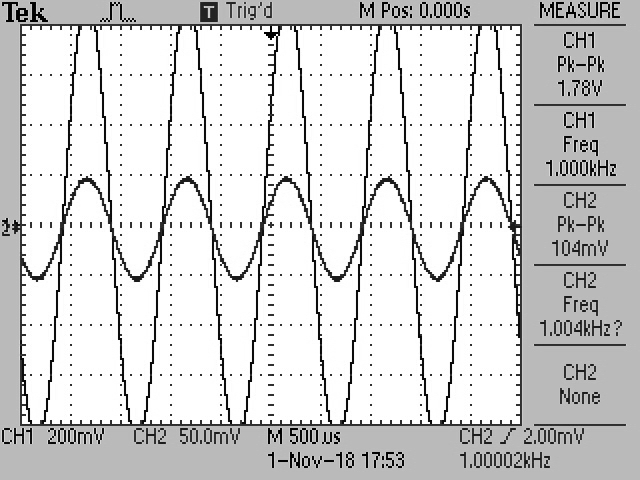 Tek T Trig'd M Pos: 0.000s MEASURE
CH1
Pk-Pk
1.78V
CH1
Freq
1.000kHz
CH2
Pk-Pk
104mV
CH2
Freq
1.004kHz?
CH2
None
2
CH1 200mV CH2 50.0mV M 500µs CH2 2.00mV
1-Nov-18 17:53 1.00002kHz